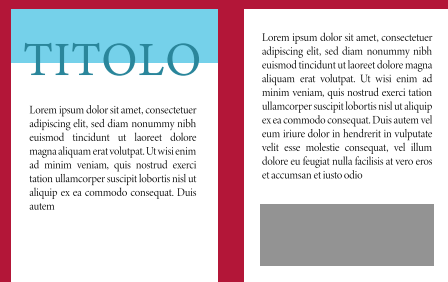 TITOLO
Lorem ipsum dolor sit amet, consectetuer
adipiscing elit, sed diam nonummy nibh
euismod tincidunt ut laoreet dolore
magna aliquam erat volutpat. Ut wisi enim
ad minim veniam, quis nostrud exerci
tation ullamcorper suscipit lobortis nisl ut
aliquip ex ea commodo consequat. Duis
autem
Lorem ipsum dolor sit amet, consectetuer
adipiscing elit, sed diam nonummy nibh
euismod tincidunt ut laoreet dolore magna
aliquam erat volutpat. Ut wisi enim ad
minim veniam, quis nostrud exerci tation
ullamcorper suscipit lobortis nisl ut aliquip
ex ea commodo consequat. Duis autem vel
eum iriure dolor in hendrerit in vulputate
velit esse molestie consequat, vel illum
dolore eu feugiat nulla facilisis at vero eros
et accumsan et iusto odio